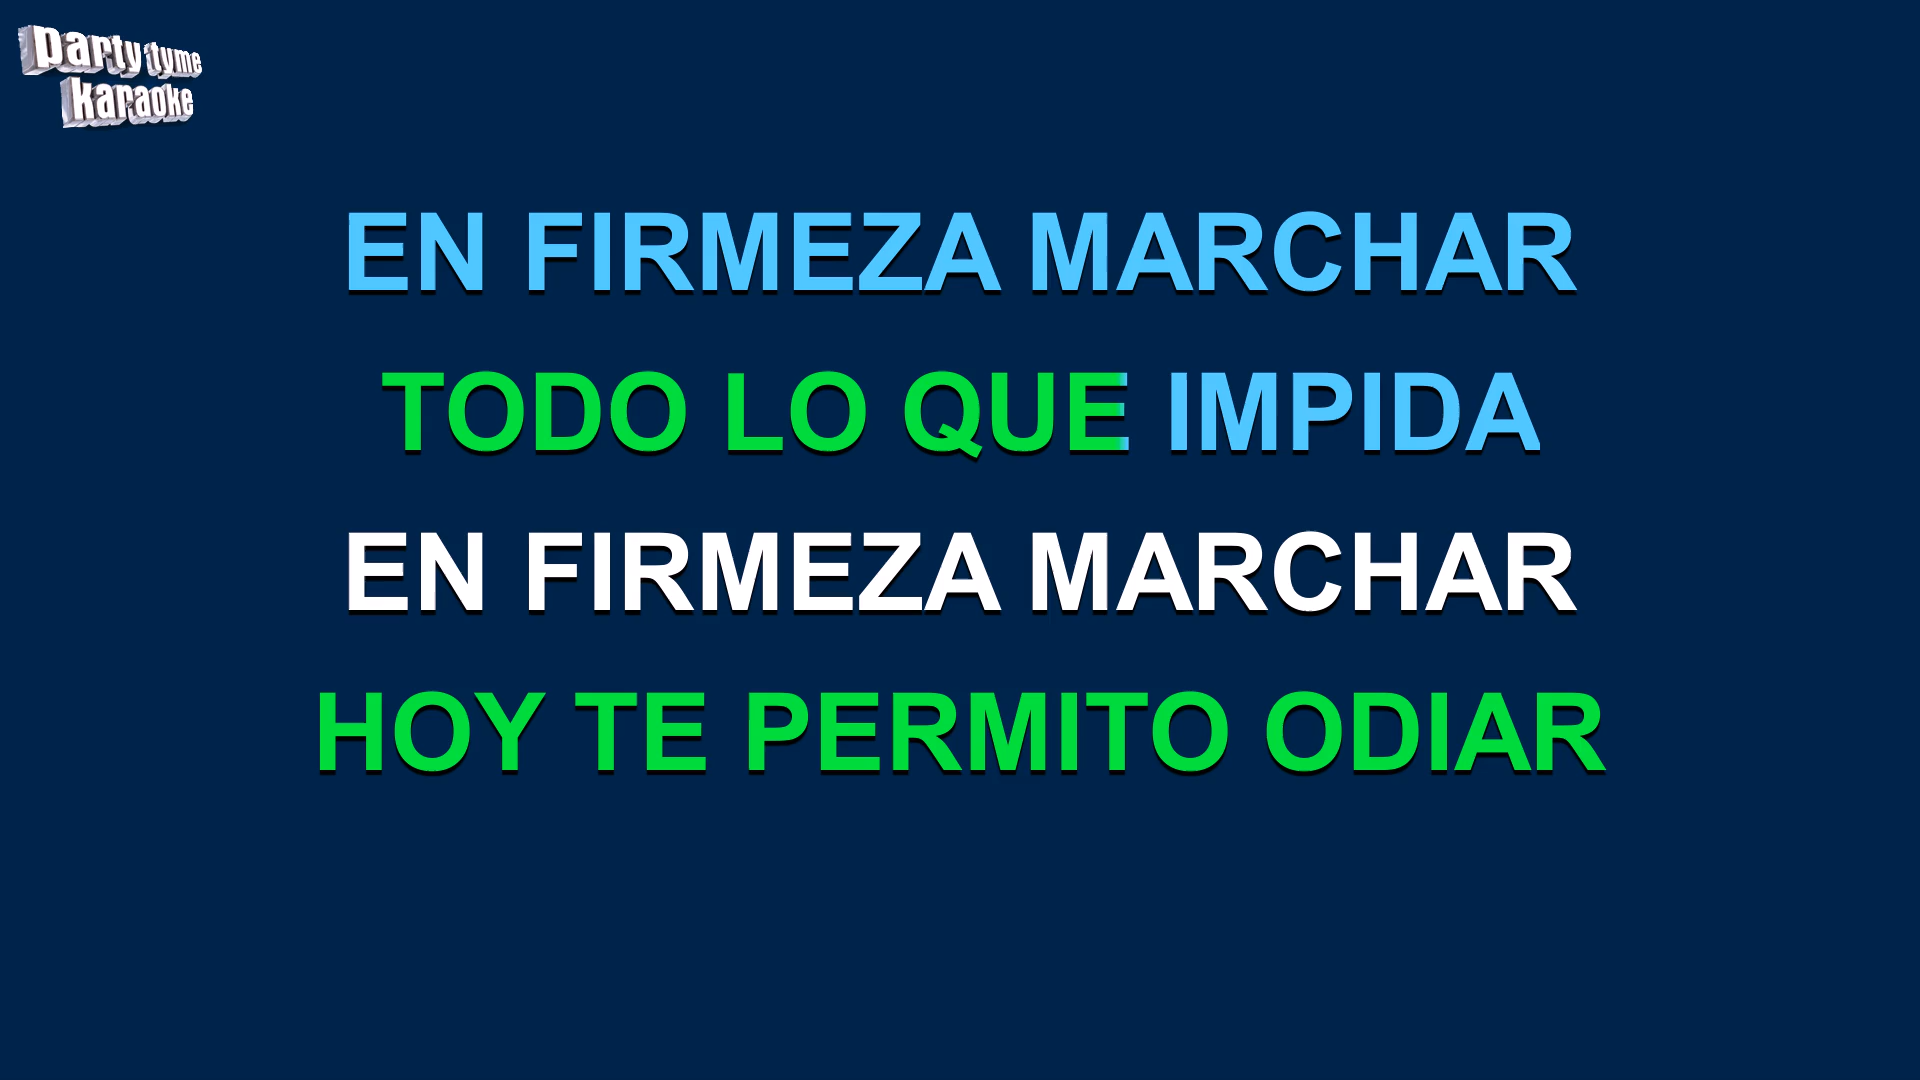 party tyme
karaoke
EN FIRMEZA MARCHAR
TODO LO QUE IMPIDA
EN FIRMEZA MARCHAR
HOY TE PERMITO ODIAR